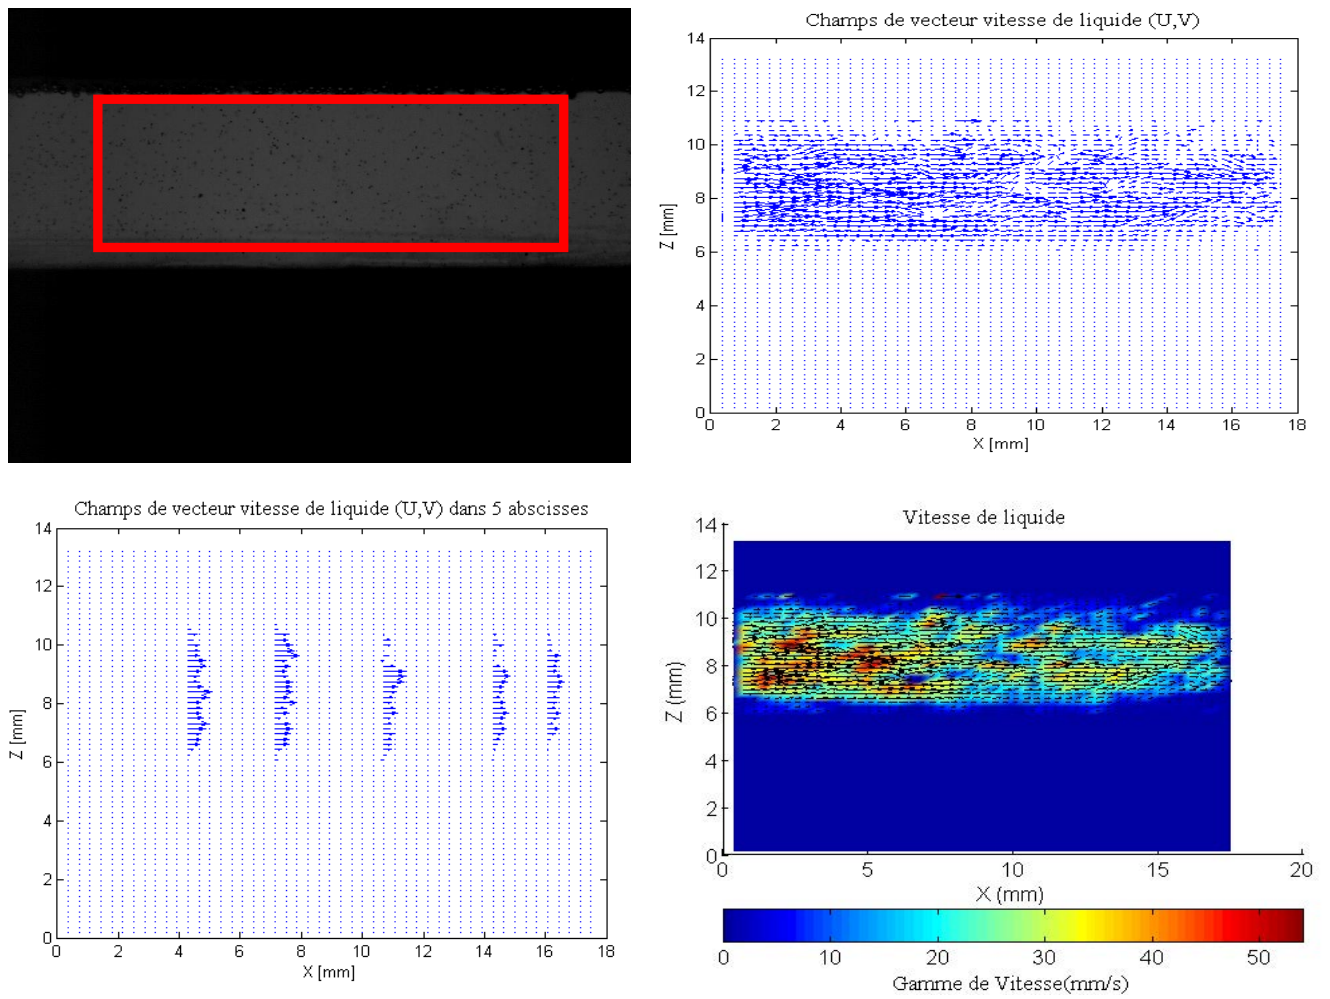 Champs de vecteur vitesse de liquide (U,V)
14
12
10
8
6
4
2
0
Z [mm]
0 2 4 6 8 10 12 14 16 18
X [mm]
Champs de vecteur vitesse de liquide (U,V) dans 5 abscisses
14
12
10
8
6
4
2
0
Z [mm]
0 2 4 6 8 10 12 14 16 18
X [mm]
Vitesse de liquide
14
12
10
8
6
4
2
0
Z (mm)
0 5 10 15 20
X (mm)
0 10 20 30 40 50
Gamme de Vitesse(mm/s)